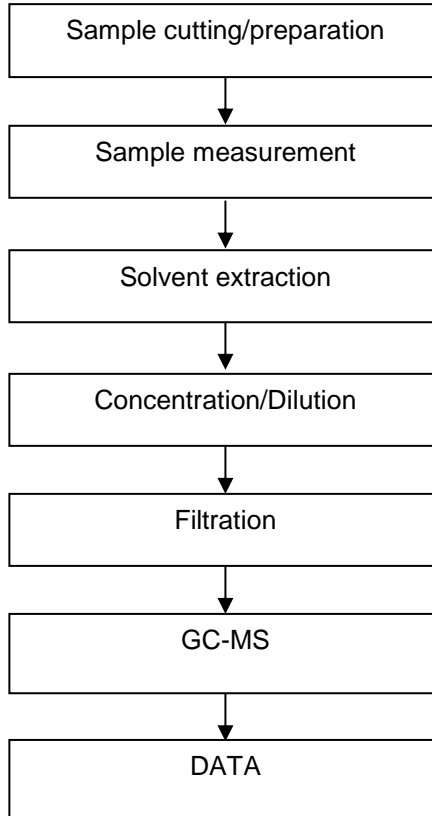 Sample cutting/preparation
Sample measurement
Solvent extraction
Concentration/Dilution
Filtration
GC-MS
DATA